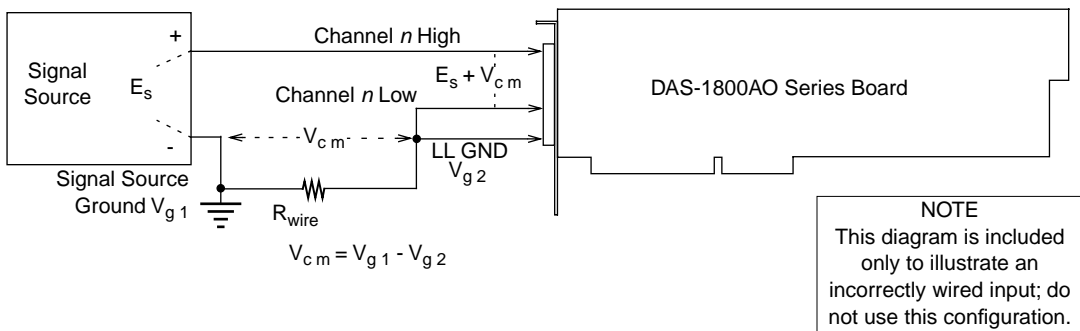 +
Channel n High
Signal
Source
E s
E s + V c m
Channel n Low
DAS-1800AO Series Board
V c m
-
LL GND
V g 2
Signal Source
Ground V g 1
R wire
V c m = V g 1 - V g 2
NOTE
This diagram is included
only to illustrate an
incorrectly wired input; do
not use this configuration.